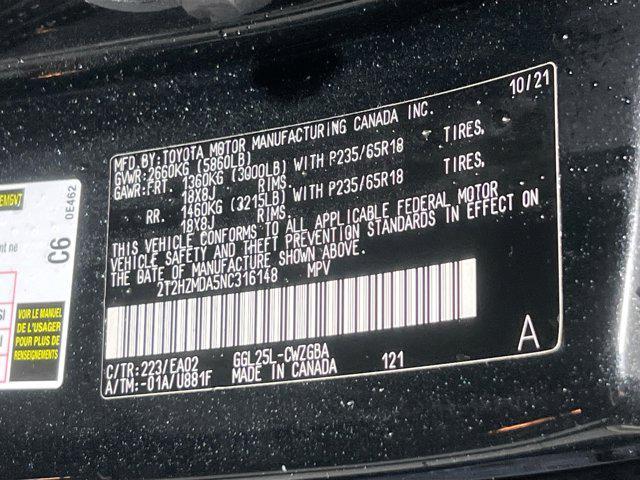 10/21
MFD.BY:TOYOTA MOTOR MANUFACTURING CANADA INC.
GVWR:2660KG (5860LB)
GAWR:FRT. 1360KG (3000LB) WITH P235/65R18 TIRES,
18X8J RIMS.
RR. 1460KG (3215LB) WITH P235/65R18 TIRES,
18X8J RIMS.
THIS VEHICLE CONFORMS TO ALL APPLICABLE FEDERAL MOTOR
VEHICLE SAFETY AND THEFT PREVENTION STANDARDS IN EFFECT ON
THE DATE OF MANUFACTURE SHOWN ABOVE.
2T2HZMDA5NC316148 MPV
C/TR:223/EA02 GGL25L-CWZGBA 121 A
A/TM:-01A/U881F MADE IN CANADA
C6
0E462
VOIR LE MANUEL
DE L'USAGER
POUR PLUS DE
RENSEIGNEMENTS